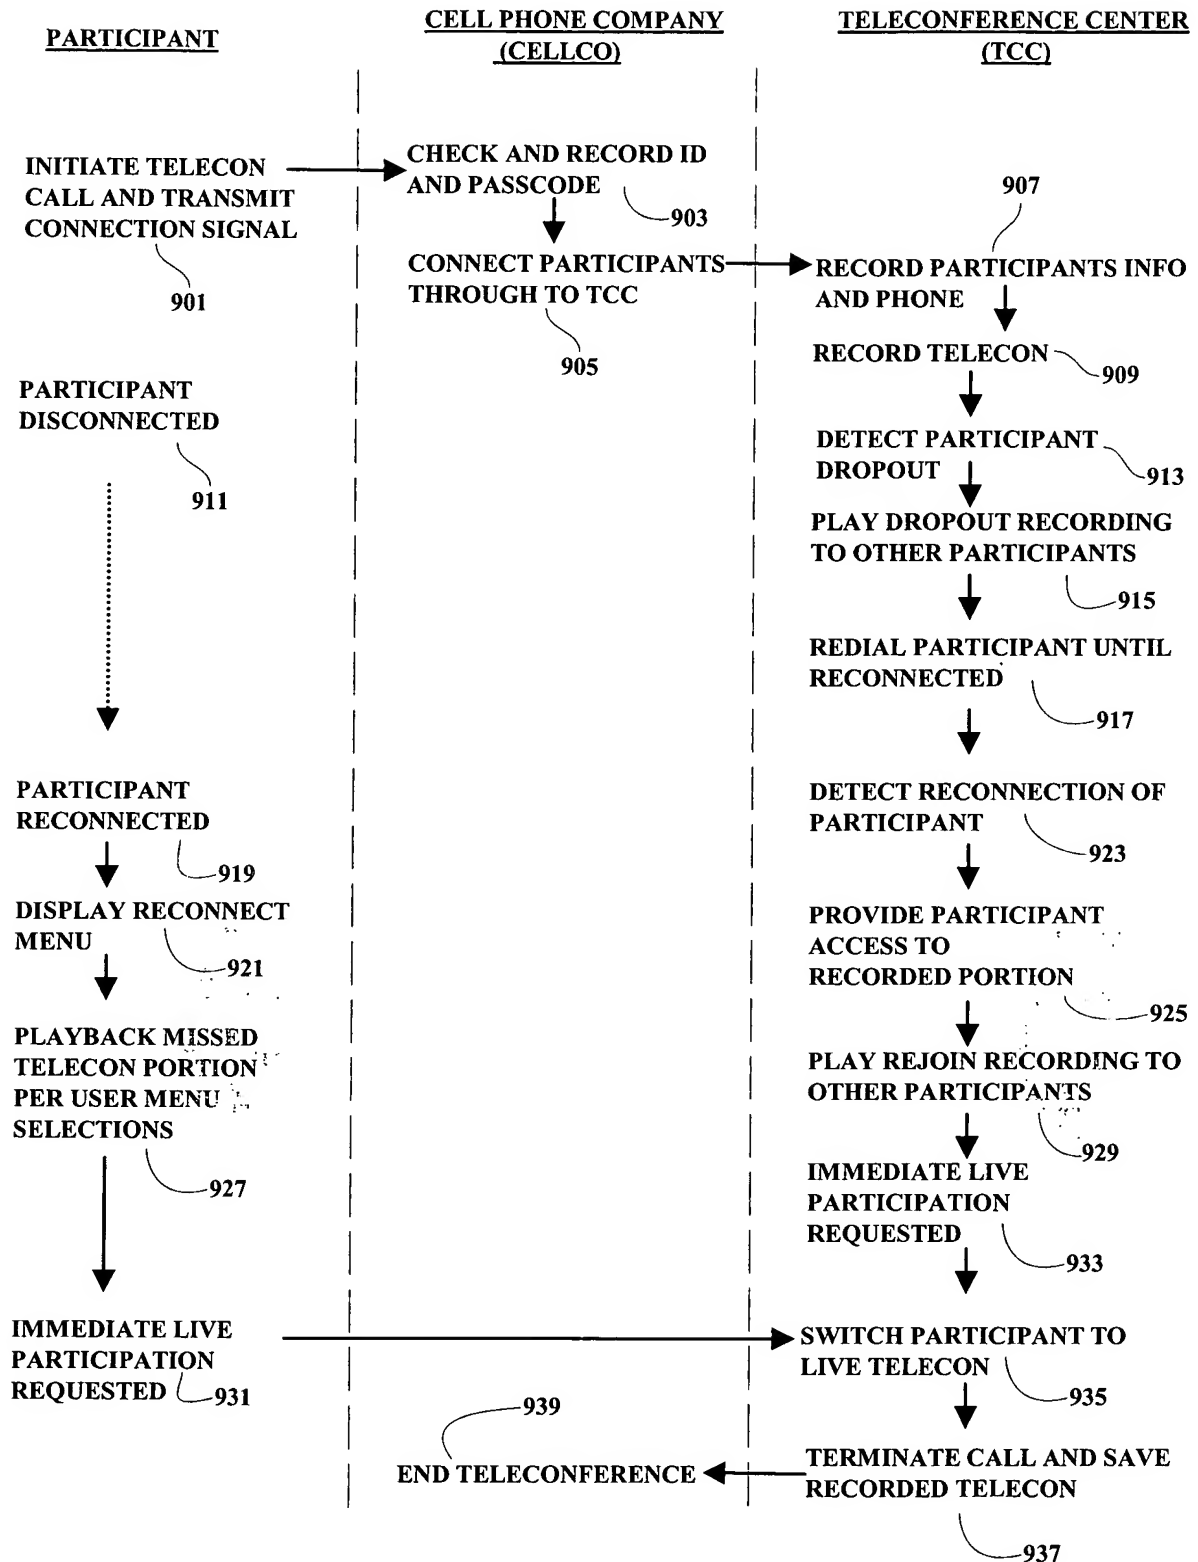 PARTICIPANT
CELL PHONE COMPANY
(CELLCO)
TELECONFERENCE CENTER
(TCC)
INITIATE TELECON
CALL AND TRANSMIT
CONNECTION SIGNAL
901
CHECK AND RECORD ID
AND PASSCODE
903
CONNECT PARTICIPANTS
THROUGH TO TCC
905
907
RECORD PARTICIPANTS INFO
AND PHONE
RECORD TELECON
909
PARTICIPANT
DISCONNECTED
911
DETECT PARTICIPANT
DROPOUT
913
PLAY DROPOUT RECORDING
TO OTHER PARTICIPANTS
915
REDIAL PARTICIPANT UNTIL
RECONNECTED
917
PARTICIPANT
RECONNECTED
919
DISPLAY RECONNECT
MENU
921
DETECT RECONNECTION OF
PARTICIPANT
923
PROVIDE PARTICIPANT
ACCESS TO
RECORDED PORTION
925
PLAYBACK MISSED
TELECON PORTION
PER USER MENU
SELECTIONS
927
PLAY REJOIN RECORDING TO
OTHER PARTICIPANTS
929
IMMEDIATE LIVE
PARTICIPATION
REQUESTED
933
IMMEDIATE LIVE
PARTICIPATION
REQUESTED
931
SWITCH PARTICIPANT TO
LIVE TELECON
935
939
END TELECONFERENCE
TERMINATE CALL AND SAVE
RECORDED TELECON
937